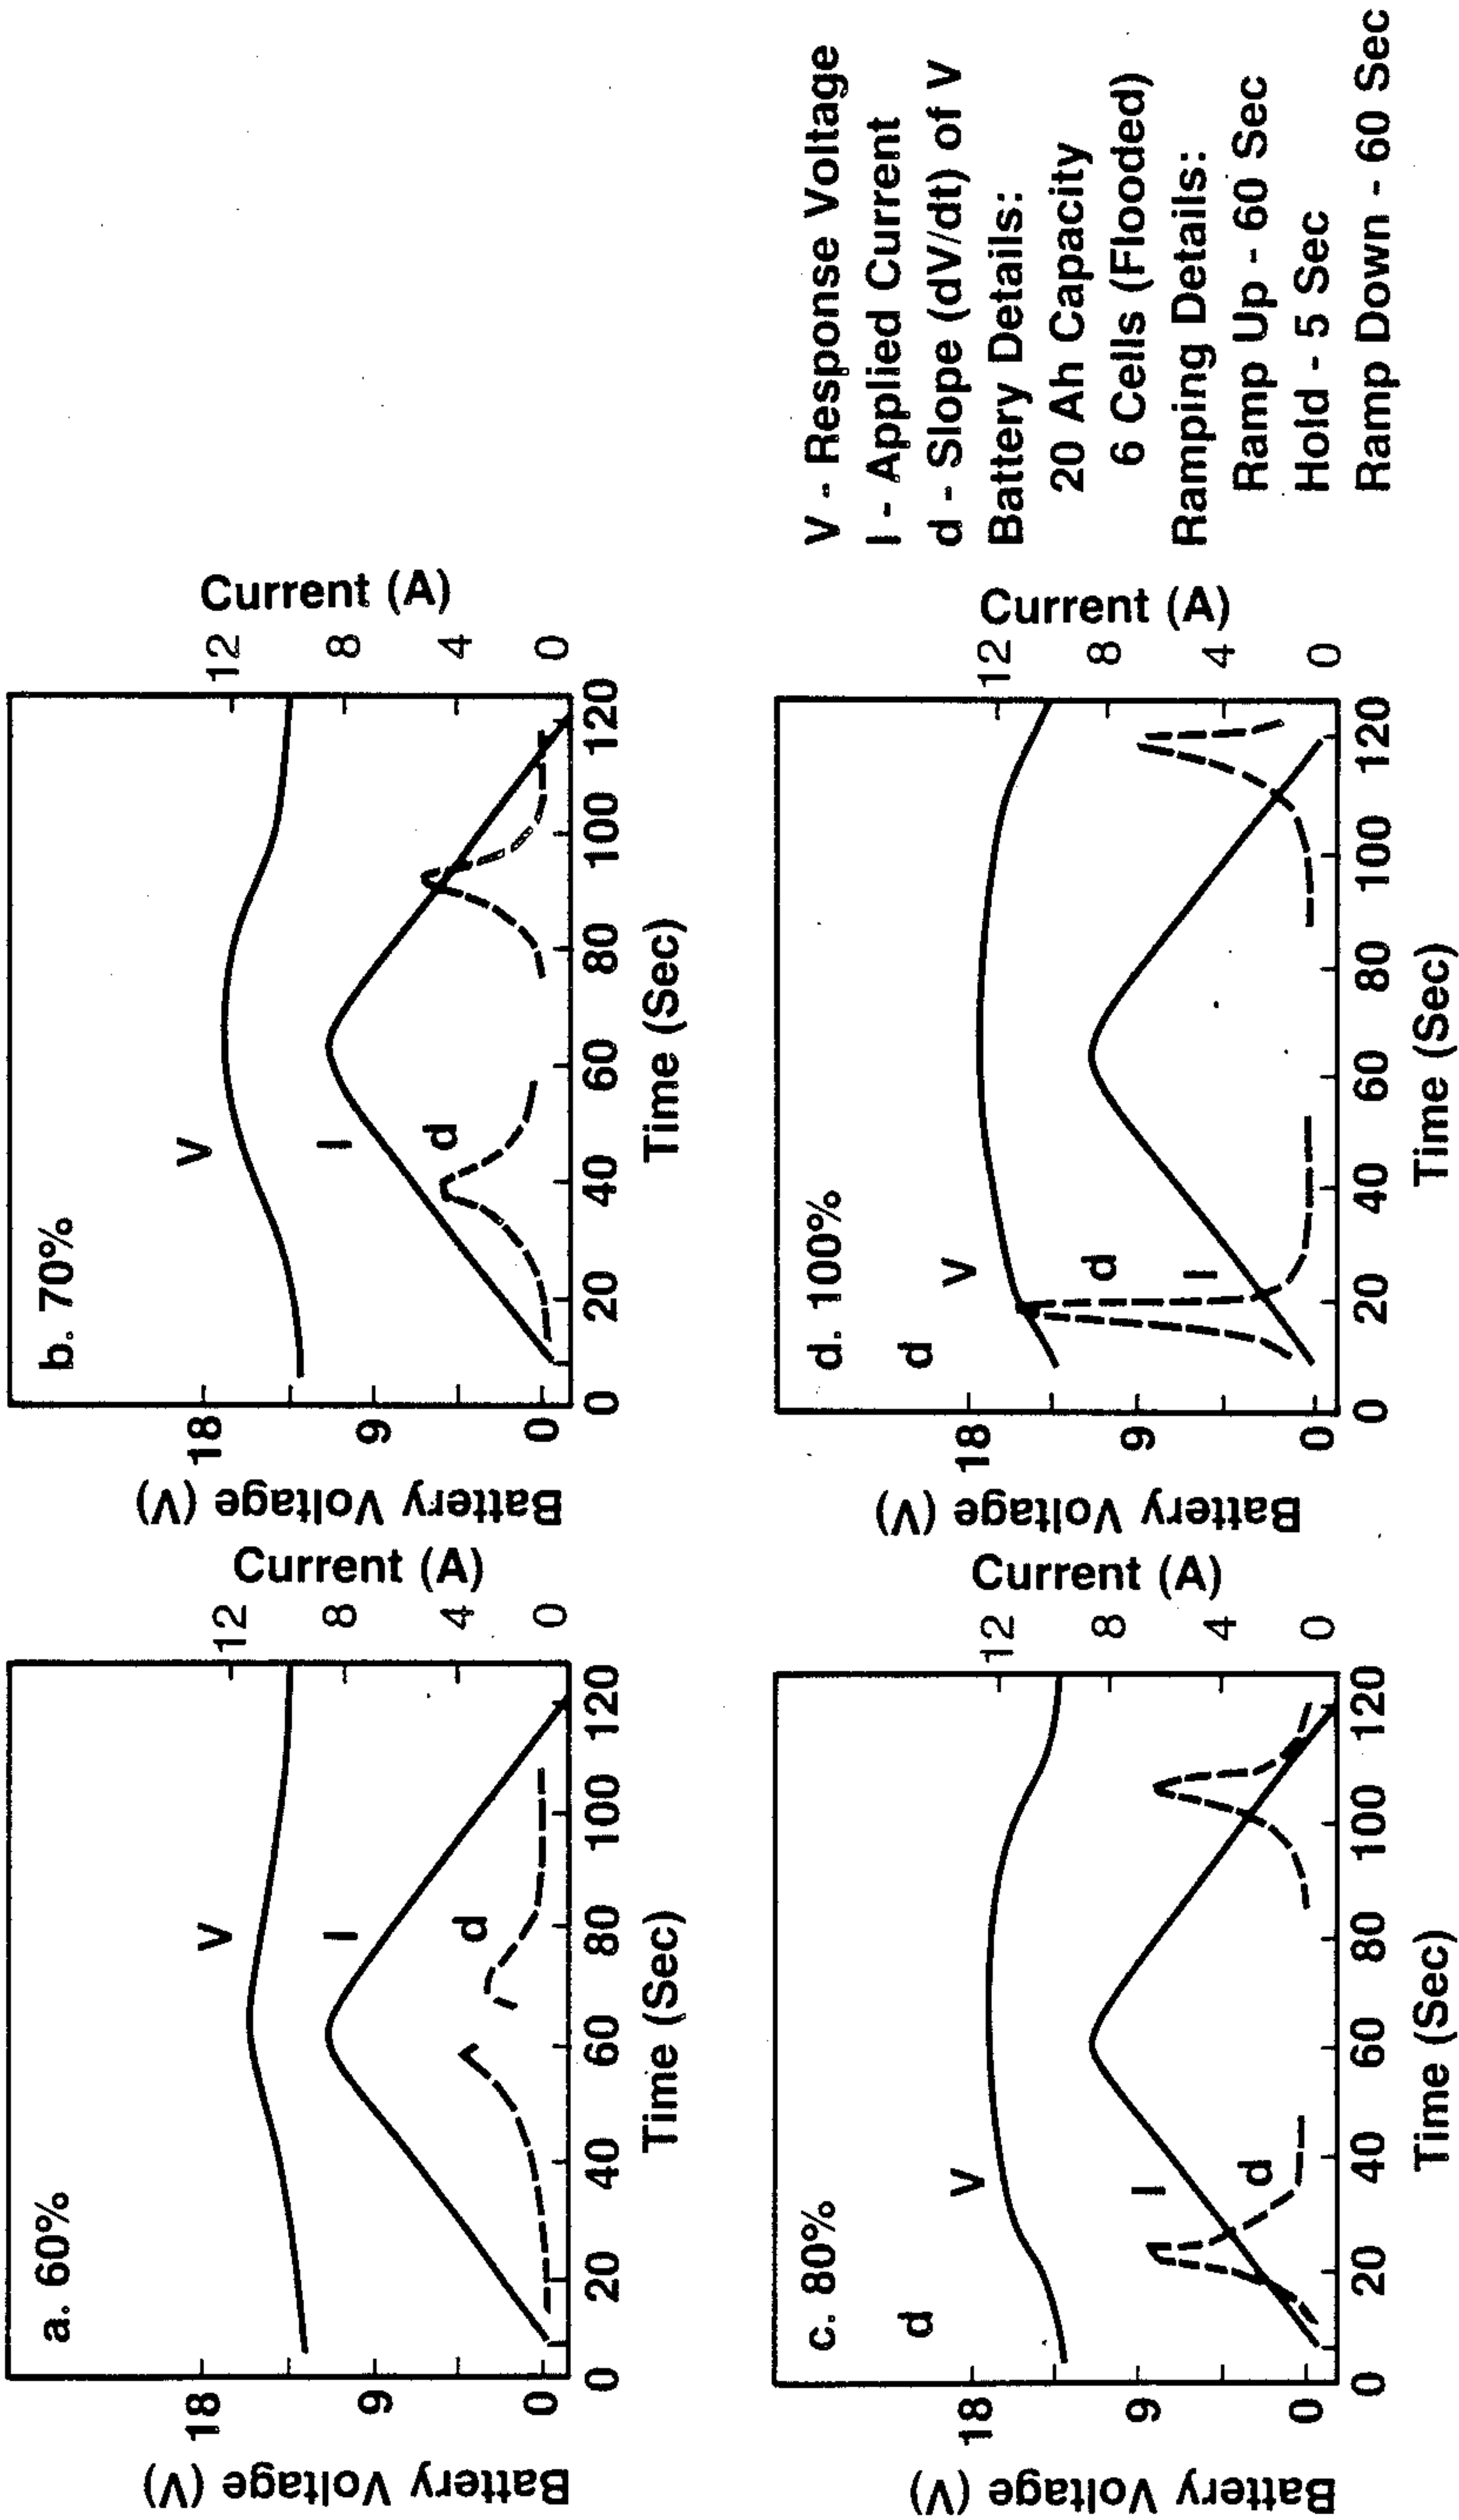 a. 60%
Battery Voltage (V)
18
9
0
V
I
d
Current (A)
12
8
4
0
0 20 40 60 80 100 120
Time (Sec)
b. 70%
Battery Voltage (V)
18
9
0
V
I
d
Current (A)
12
8
4
0
0 20 40 60 80 100 120
Time (Sec)
c. 80%
Battery Voltage (V)
18
9
0
d
V
I
d
Current (A)
12
8
4
0
0 20 40 60 80 100 120
Time (Sec)
d. 100%
Battery Voltage (V)
18
9
0
d
V
d
I
Current (A)
12
8
4
0
0 20 40 60 80 100 120
Time (Sec)
V - Response Voltage
I - Applied Current
d - Slope (dV/dt) of V
Battery Details:
20 Ah Capacity
6 Cells (Flooded)
Ramping Details:
Ramp Up - 60 Sec
Hold - 5 Sec
Ramp Down - 60 Sec